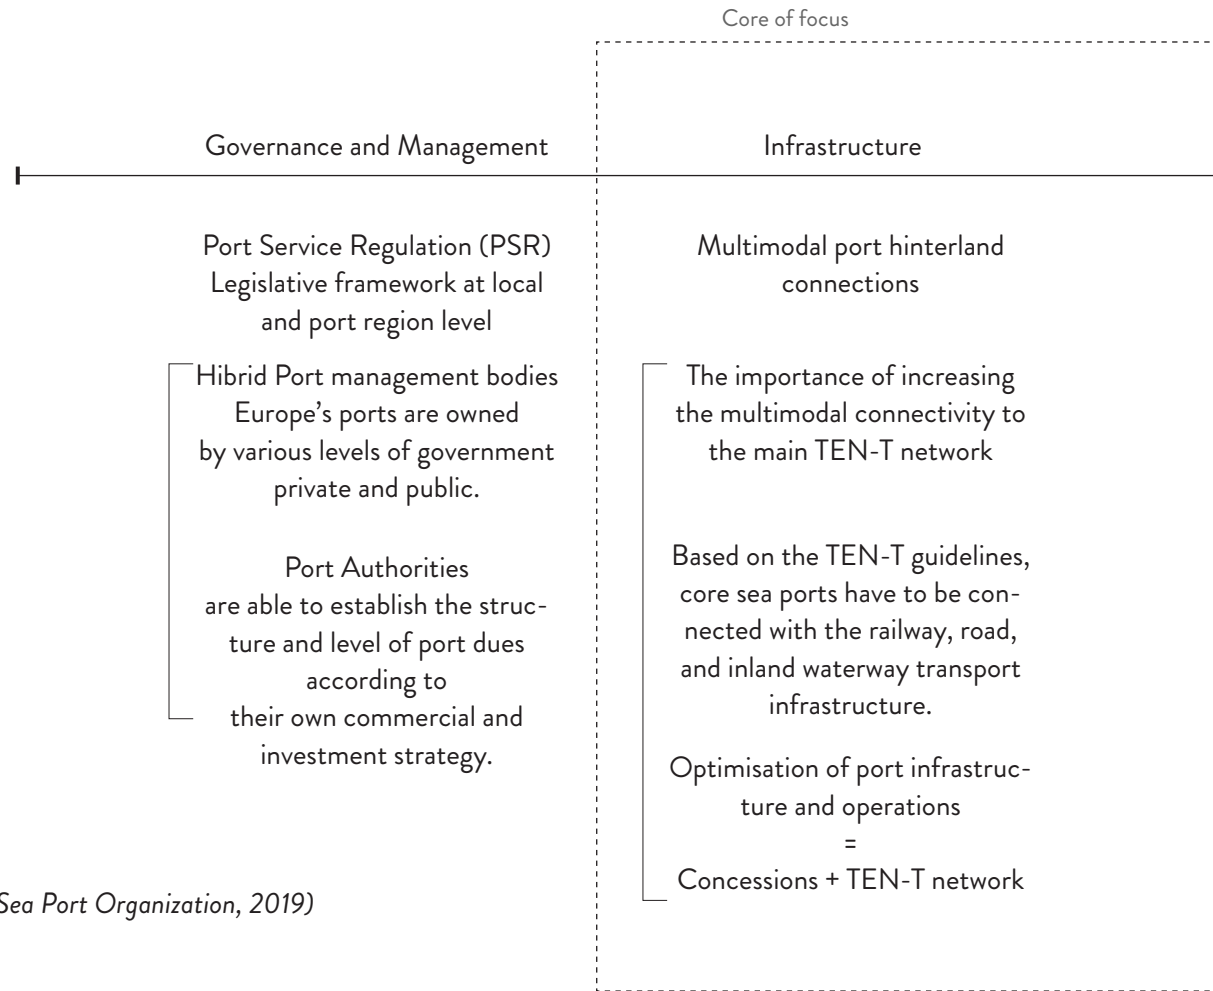 Core of focus
Governance and Management
Infrastructure
Port Service Regulation (PSR)
Legislative framework at local
and port region level
Hibrid Port management bodies
Europe's ports are owned
by various levels of government
private and public.
Port Authorities
are able to establish the struc-
ture and level of port dues
according to
their own commercial and
investment strategy.
Multimodal port hinterland
connections
The importance of increasing
the multimodal connectivity to
the main TEN-T network
Based on the TEN-T guidelines,
core sea ports have to be con-
nected with the railway, road,
and inland waterway transport
infrastructure.
Optimisation of port infrastruc-
ture and operations
=
Concessions + TEN-T network
Sea Port Organization, 2019)